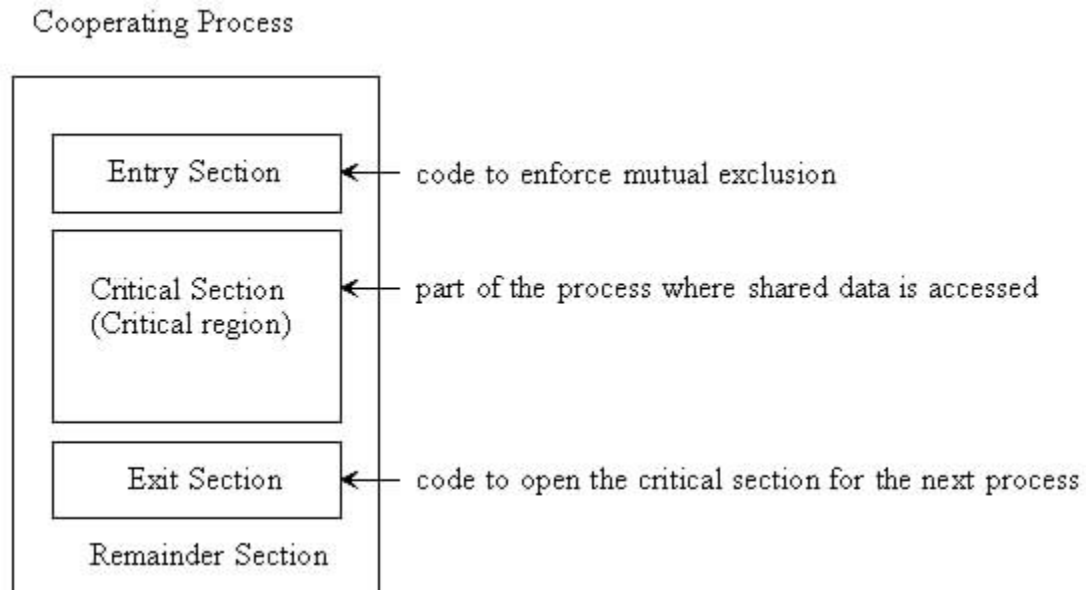 Cooperating Process
Entry Section
code to enforce mutual exclusion
Critical Section
(Critical region)
part of the process where shared data is accessed
Exit Section
code to open the critical section for the next process
Remainder Section